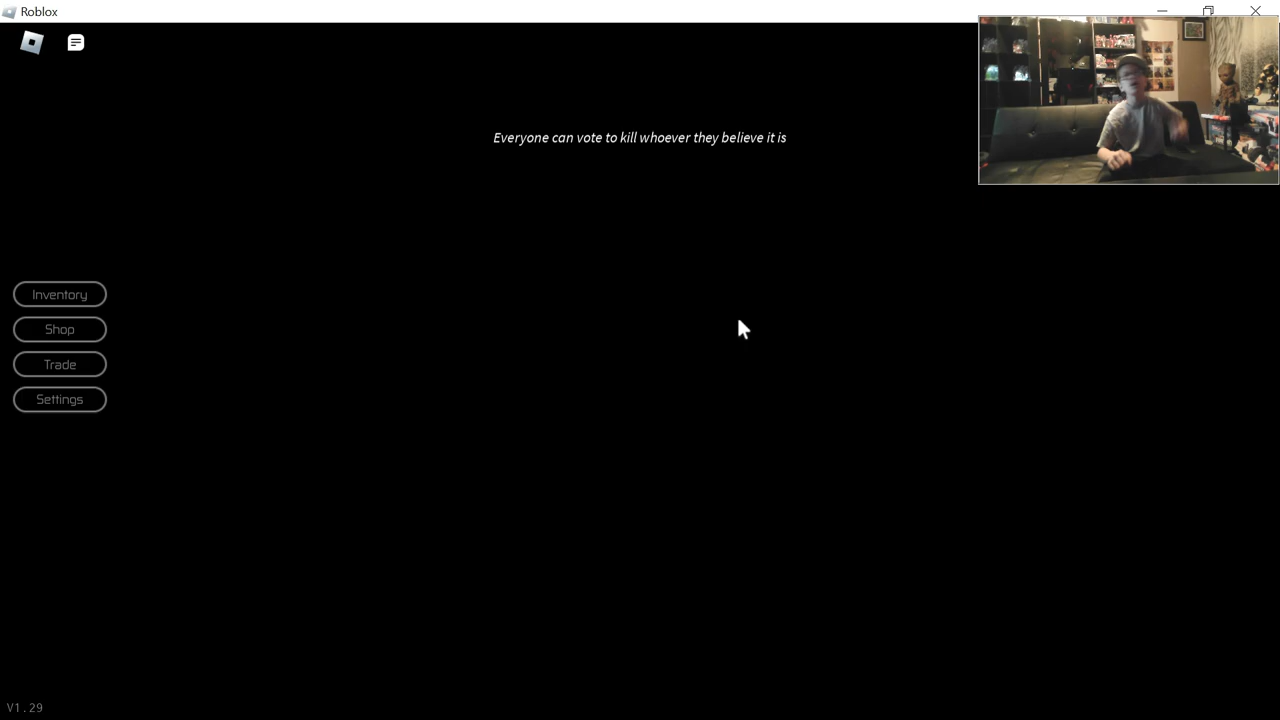 Roblox
Everyone can vote to kill whoever they believe it is
Inventory
Shop
Trade
Settings
V1.29